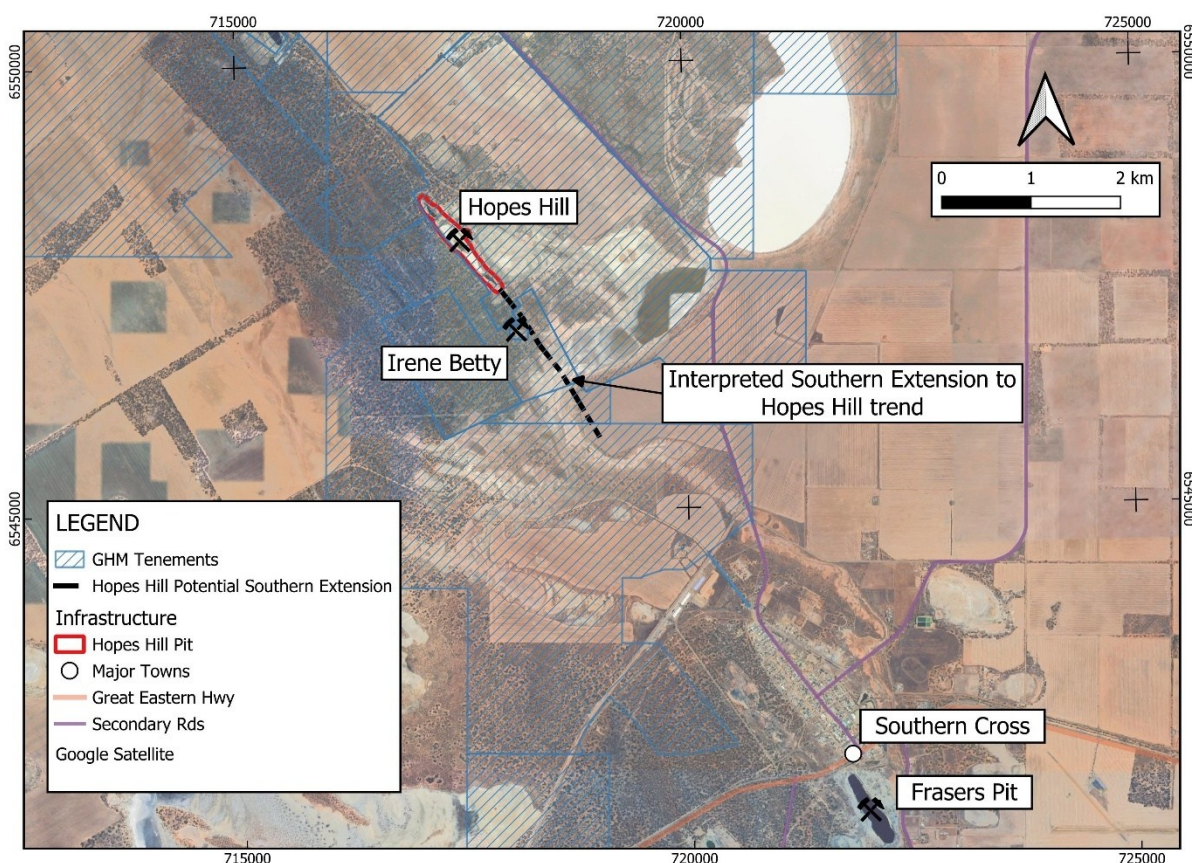 715000
720000
725000
6550000
6550000
0
1
2 km
Hopes Hill
Irene Betty
Interpreted Southern Extension to
Hopes Hill trend
6545000
6545000
LEGEND
GHM Tenements
Hopes Hill Potential Southern Extension
Infrastructure
Hopes Hill Pit
Major Towns
Great Eastern Hwy
Secondary Rds
Google Satellite
Southern Cross
Frasers Pit
715000
720000
725000